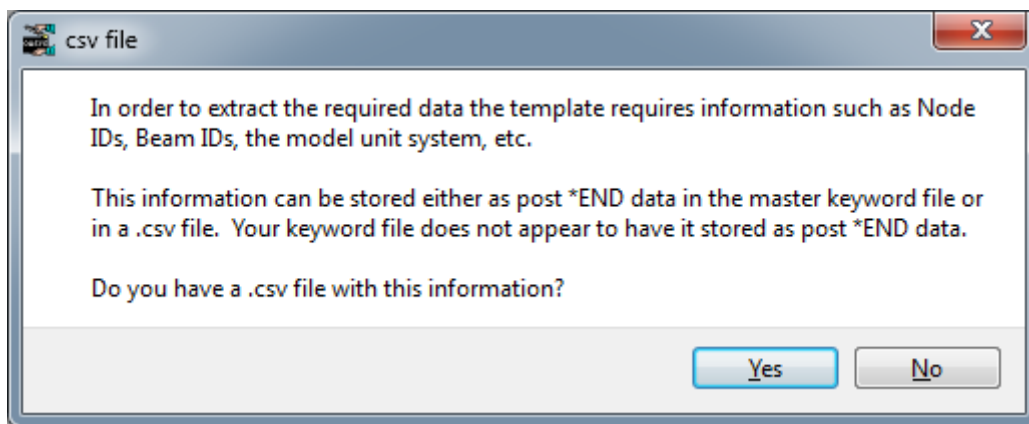 csv file
In order to extract the required data the template requires information such as Node
IDs, Beam IDs, the model unit system, etc.
This information can be stored either as post *END data in the master keyword file or
in a .csv file.  Your keyword file does not appear to have it stored as post *END data.
Do you have a .csv file with this information?
Yes
No